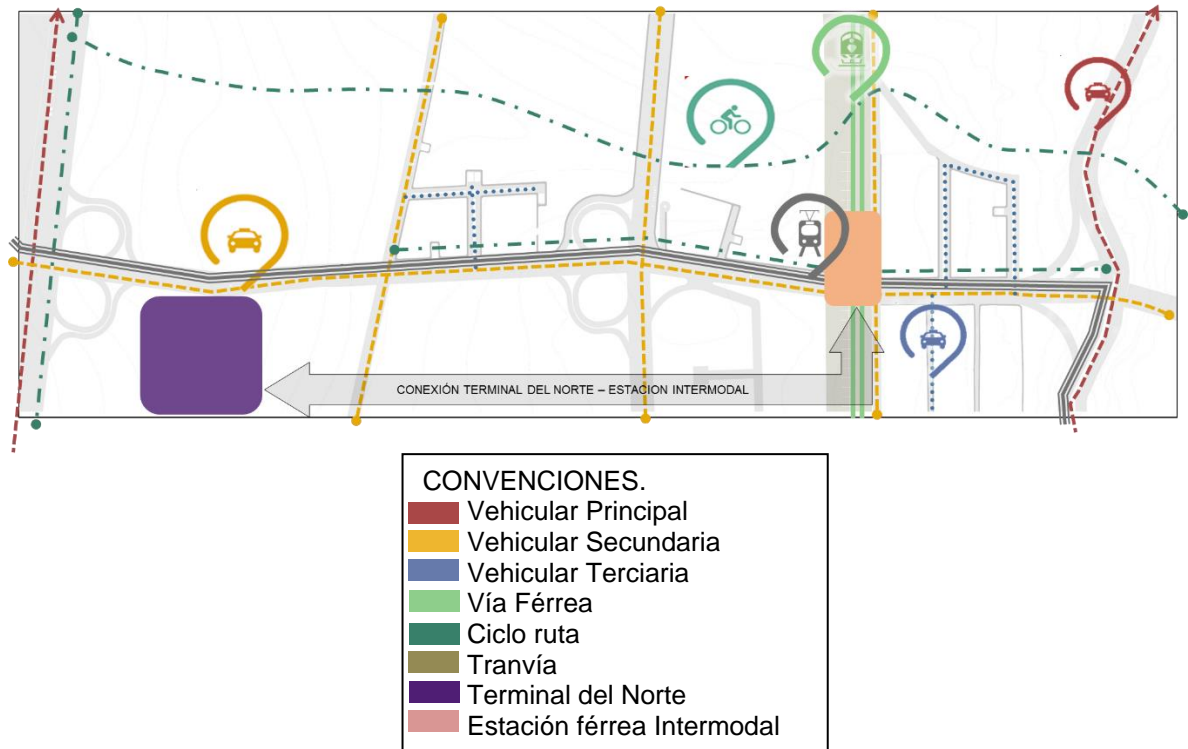 CONEXIÓN TERMINAL DEL NORTE – ESTACION INTERMODAL
CONVENCIONES.
Vehicular Principal
Vehicular Secundaria
Vehicular Terciaria
Vía Férrea
Ciclo ruta
Tranvía
Terminal del Norte
Estación férrea Intermodal